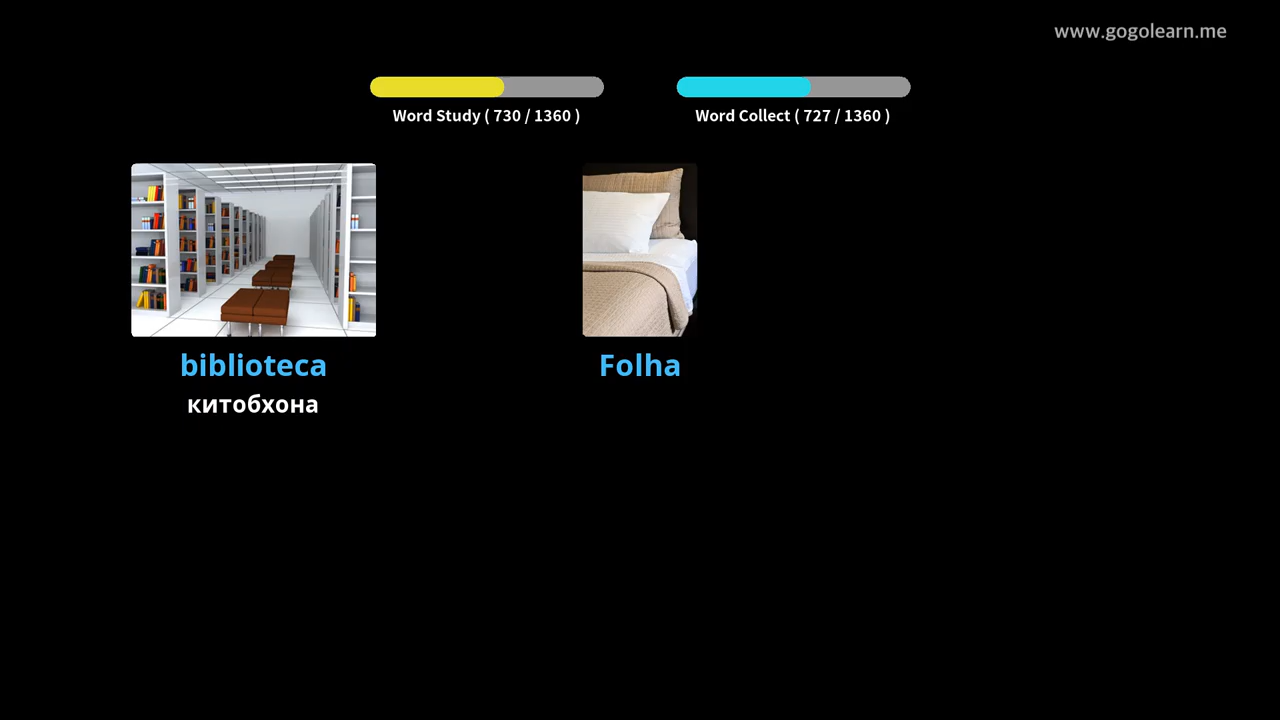 www.gogolearn.me
Word Study ( 730 / 1360 )
Word Collect ( 727 / 1360 )
biblioteca
китобхона
Folha